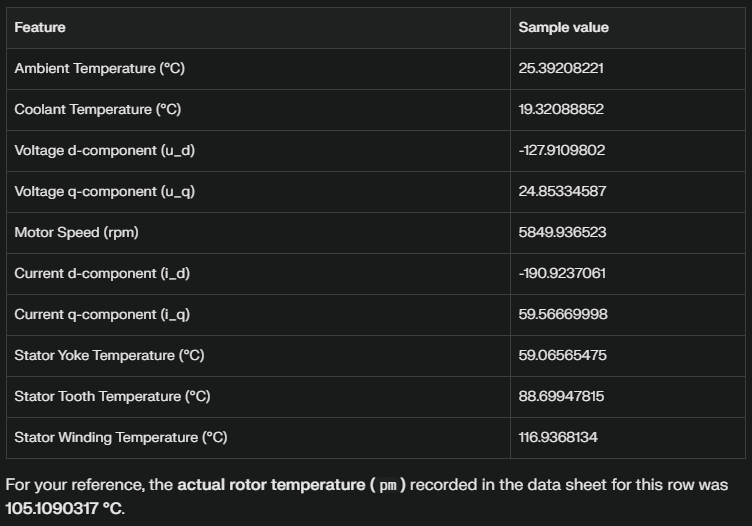 Feature Sample value
Ambient Temperature (°C) 25.39208221
Coolant Temperature (°C) 19.32088852
Voltage d-component (u_d) -127.9109802
Voltage q-component (u_q) 24.85334587
Motor Speed (rpm) 5849.936523
Current d-component (i_d) -190.9237061
Current q-component (i_q) 59.56669998
Stator Yoke Temperature (°C) 59.06565475
Stator Tooth Temperature (°C) 88.69947815
Stator Winding Temperature (°C) 116.9368134
For your reference, the actual rotor temperature ( pm ) recorded in the data sheet for this row was
105.1090317 °C.